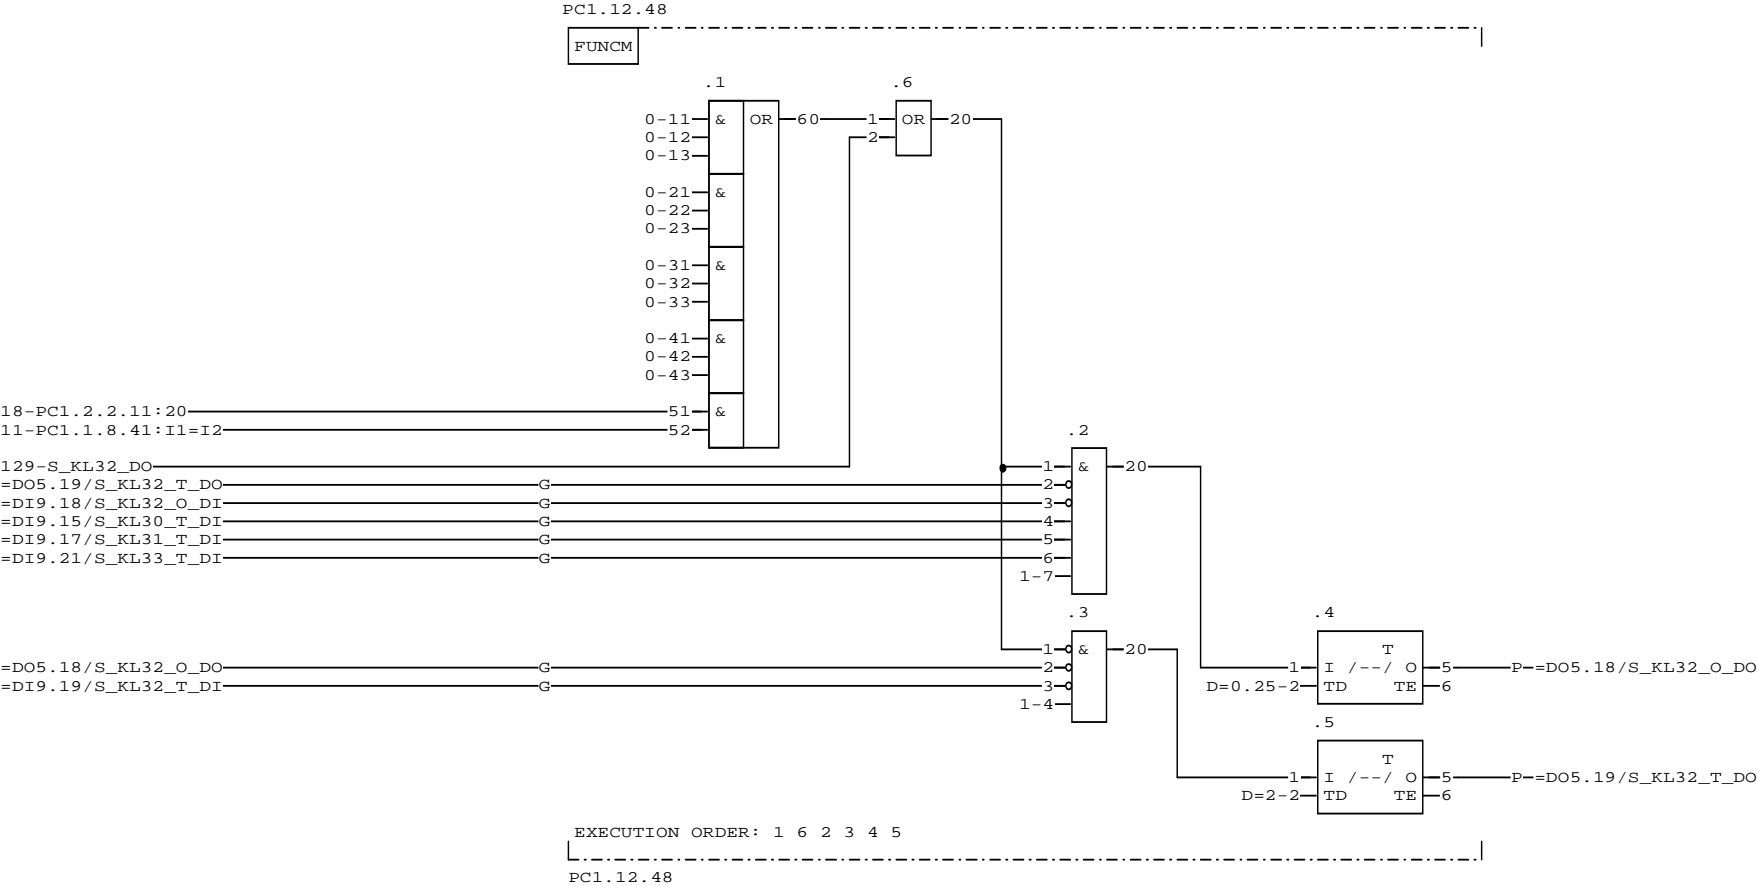 PC1.12.48
FUNCM
.1
.6
0-11 & OR 60 1 OR 20
0-12 2
0-13
0-21 &
0-22
0-23
0-31 &
0-32
0-33
0-41 &
0-42
0-43
18-PC1.2.2.11:20 51 &
11-PC1.1.8.41:I1=I2 52
.2
129-S_KL32_DO 1 & 20
=DO5.19/S_KL32_T_DO G 2
=DI9.18/S_KL32_O_DI G 3
=DI9.15/S_KL30_T_DI G 4
=DI9.17/S_KL31_T_DI G 5
=DI9.21/S_KL33_T_DI G 6
1-7
.3
.4
1 & 20
T
=DO5.18/S_KL32_O_DO G 2 1 I /--/ O 5 P-=DO5.18/S_KL32_O_DO
=DI9.19/S_KL32_T_DI G 3 D=0.25-2 TD TE 6
1-4
.5
T
1 I /--/ O 5 P-=DO5.19/S_KL32_T_DO
D=2-2 TD TE 6
EXECUTION ORDER: 1 6 2 3 4 5
PC1.12.48